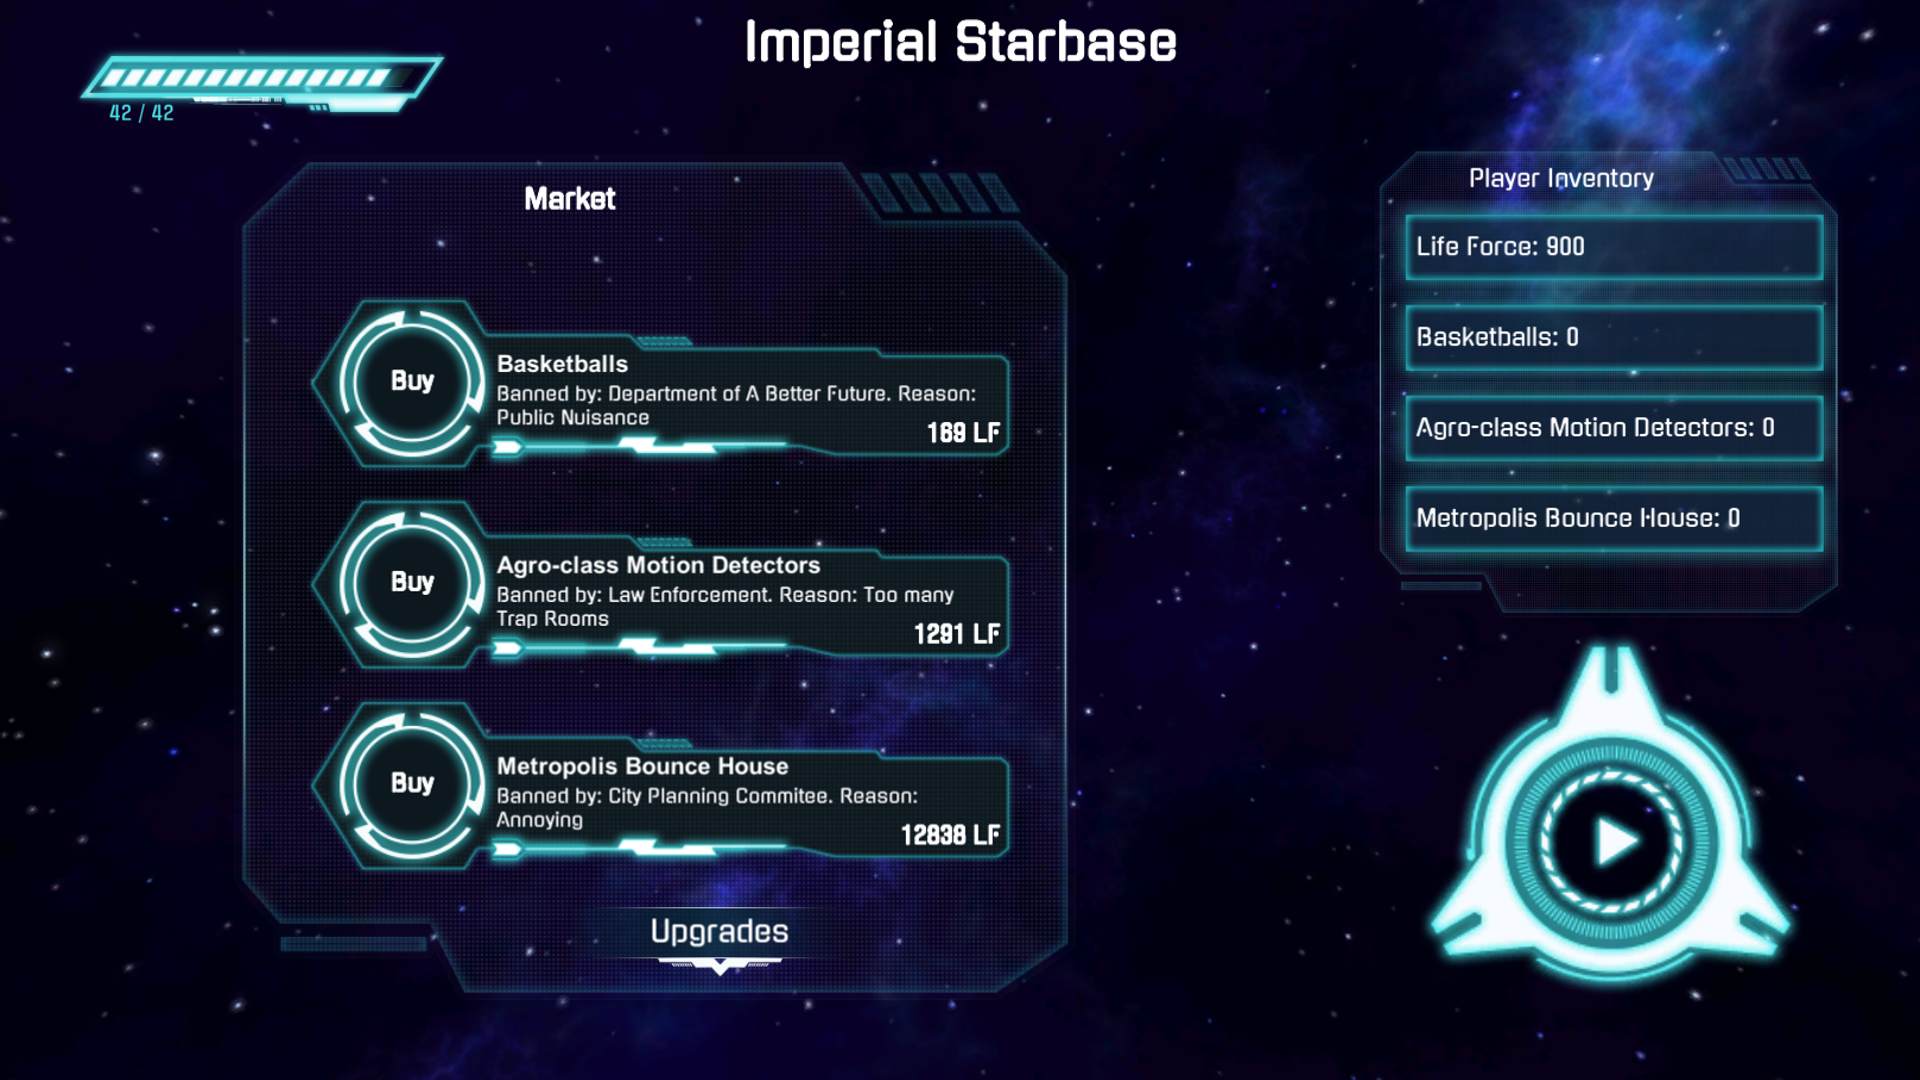 Imperial Starbase
42 / 42
Market
Buy
Basketballs
Banned by: Department of A Better Future. Reason:
Public Nuisance
169 LF
Buy
Agro-class Motion Detectors
Banned by: Law Enforcement. Reason: Too many
Trap Rooms
1291 LF
Buy
Metropolis Bounce House
Banned by: City Planning Commitee. Reason:
Annoying
12838 LF
Upgrades
Player Inventory
Life Force: 900
Basketballs: 0
Agro-class Motion Detectors: 0
Metropolis Bounce House: 0